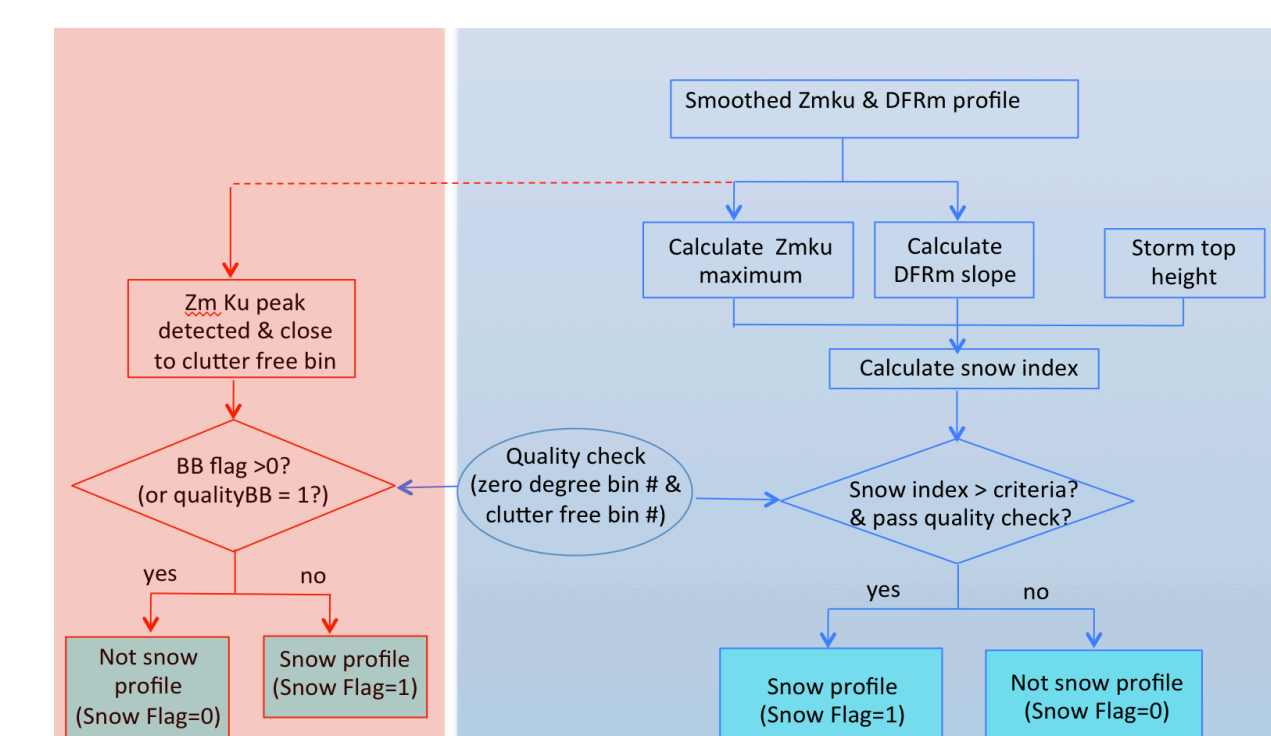 Smoothed Zmku & DFRm profile
Calculate Zmku
maximum
Calculate
DFRm slope
Storm top
height
Zm Ku peak
detected & close
to clutter free bin
Calculate snow index
BB flag >0?
(or qualityBB = 1?)
Quality check
(zero degree bin # &
clutter free bin #)
Snow index > criteria?
& pass quality check?
yes
no
yes
no
Not snow
profile
(Snow Flag=0)
Snow profile
(Snow Flag=1)
Snow profile
(Snow Flag=1)
Not snow profile
(Snow Flag=0)